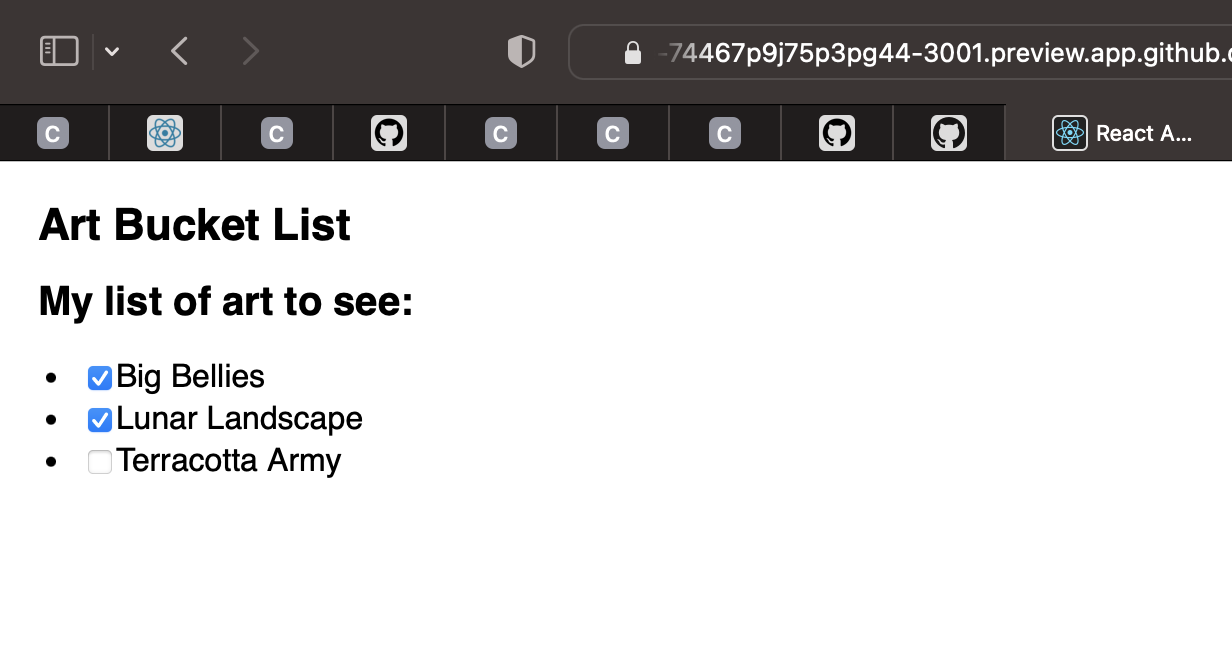 -74467p9j75p3pg44-3001.preview.app.github.
C C C C C React A...
Art Bucket List
My list of art to see:
• Big Bellies
• Lunar Landscape
• Terracotta Army